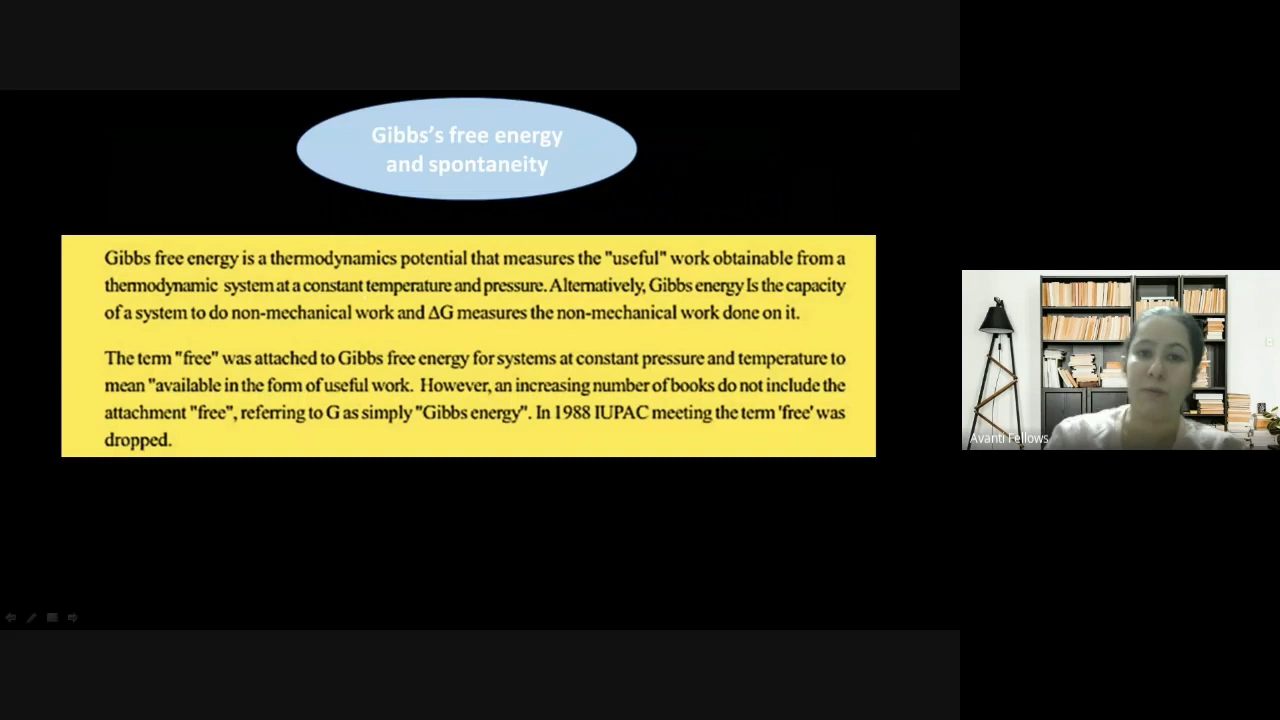 Gibbs's free energy
and spontaneity
Gibbs free energy is a thermodynamics potential that measures the "useful" work obtainable from a
thermodynamic system at a constant temperature and pressure. Alternatively, Gibbs energy Is the capacity
of a system to do non-mechanical work and ΔG measures the non-mechanical work done on it.
The term "free" was attached to Gibbs free energy for systems at constant pressure and temperature to
mean "available in the form of useful work. However, an increasing number of books do not include the
attachment "free", referring to G as simply "Gibbs energy". In 1988 IUPAC meeting the term 'free' was
dropped.
Avanti Fellows